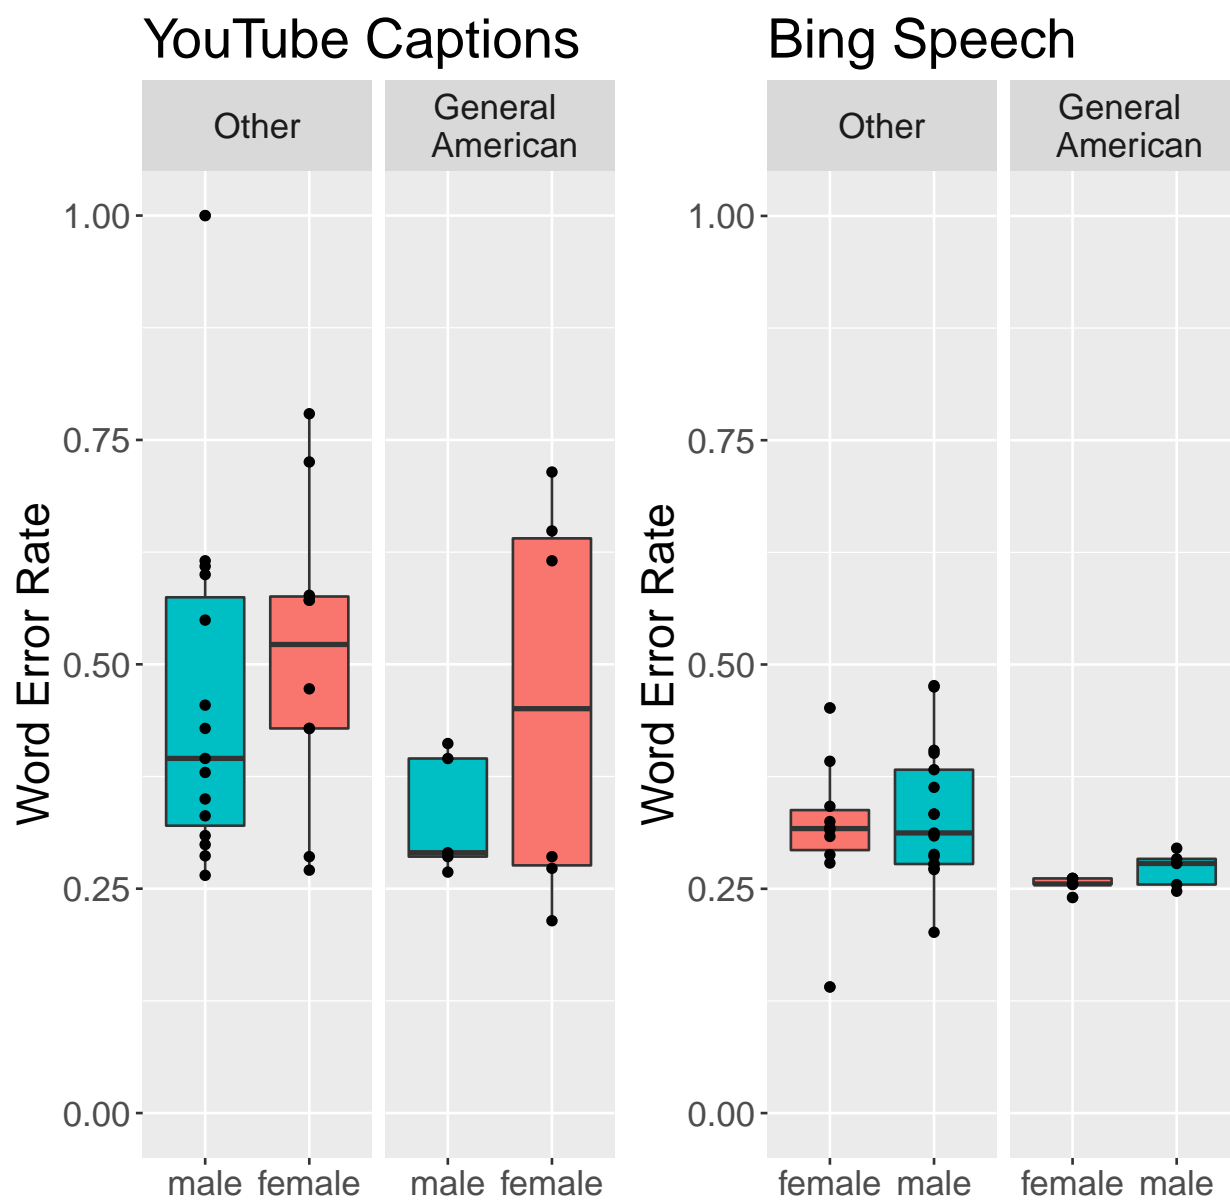 YouTube Captions
Other
General
American
Word Error Rate
1.00
0.75
0.50
0.25
0.00
male female
male female
Bing Speech
Other
General
American
Word Error Rate
1.00
0.75
0.50
0.25
0.00
female male
female male